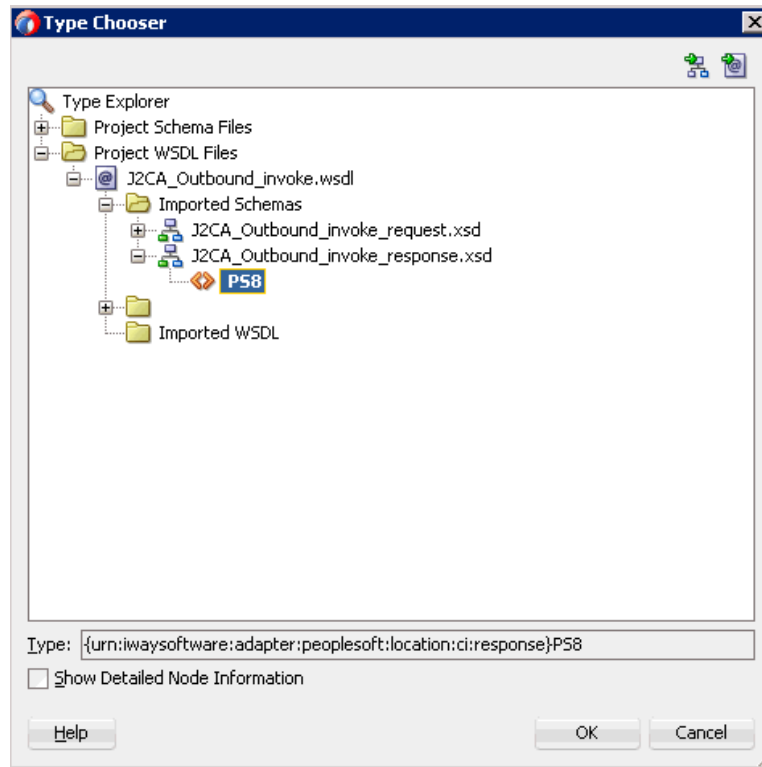 Type Chooser
Type Explorer
Project Schema Files
Project WSDL Files
J2CA_Outbound_invoke.wsdl
Imported Schemas
J2CA_Outbound_invoke_request.xsd
J2CA_Outbound_invoke_response.xsd
PS8
Imported WSDL
Type: {urn:iwaysoftware:adapter:peoplesoft:location:ci:response}PS8
Show Detailed Node Information
Help OK Cancel